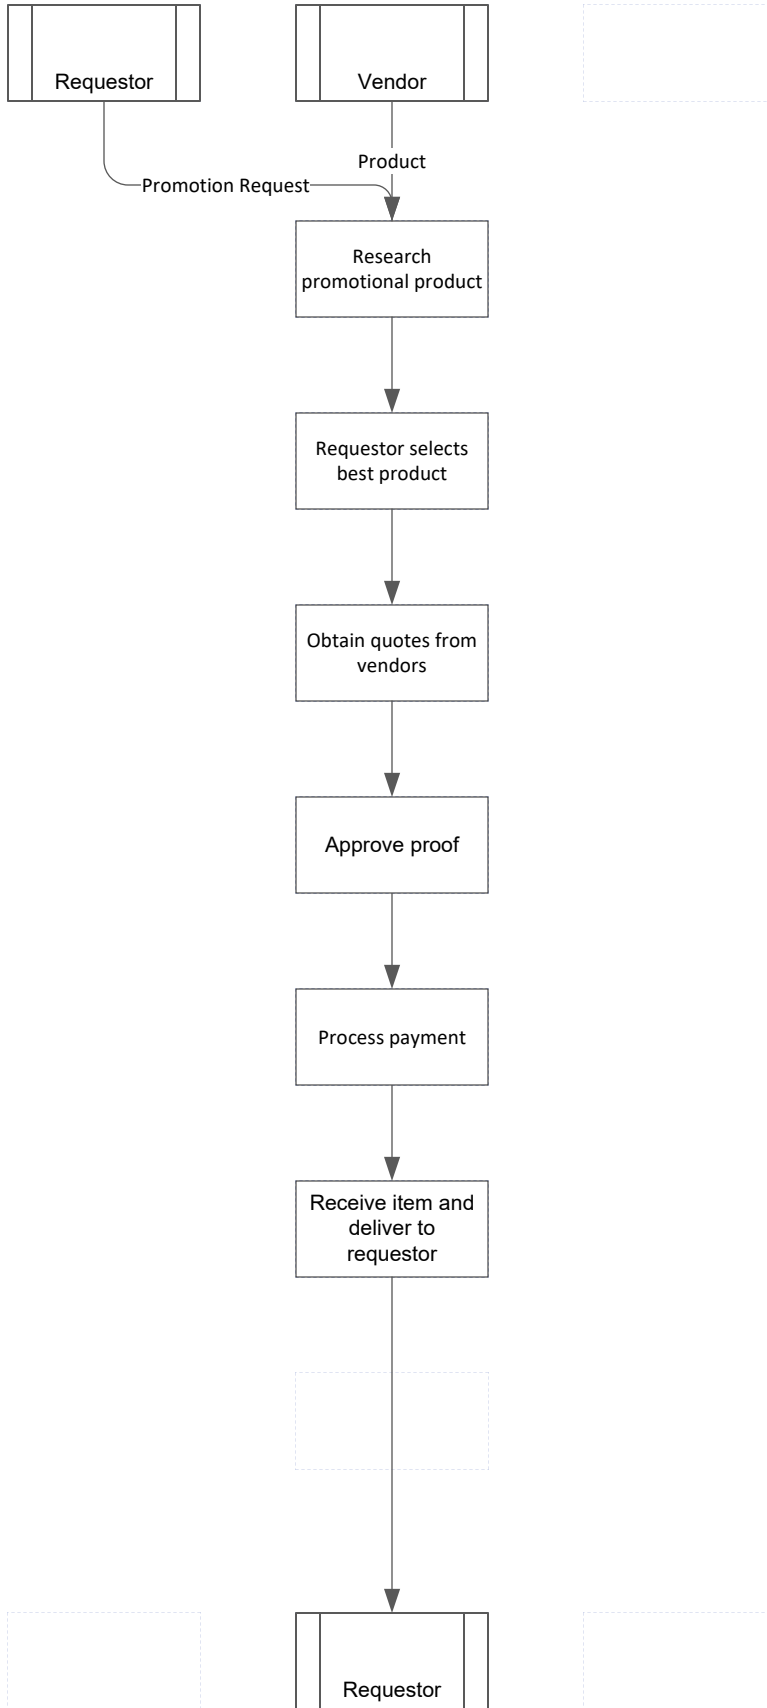 Requestor
Vendor
Product
Promotion Request
Research
promotional product
Requestor selects
best product
Obtain quotes from
vendors
Approve proof
Process payment
Receive item and
deliver to
requestor
Requestor